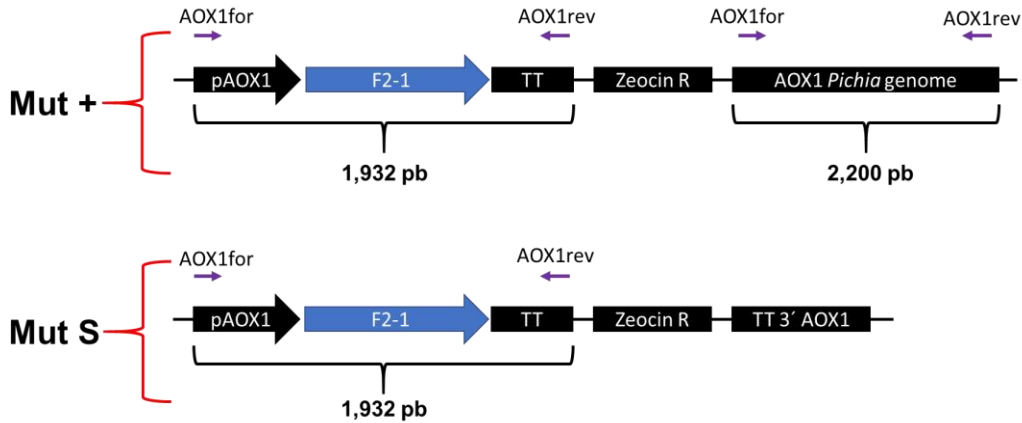 AOX1for AOX1rev AOX1for AOX1rev
Mut + pAOX1 F2-1 TT Zeocin R AOX1 Pichia genome
1,932 pb 2,200 pb
AOX1for AOX1rev
Mut S pAOX1 F2-1 TT Zeocin R TT 3´ AOX1
1,932 pb